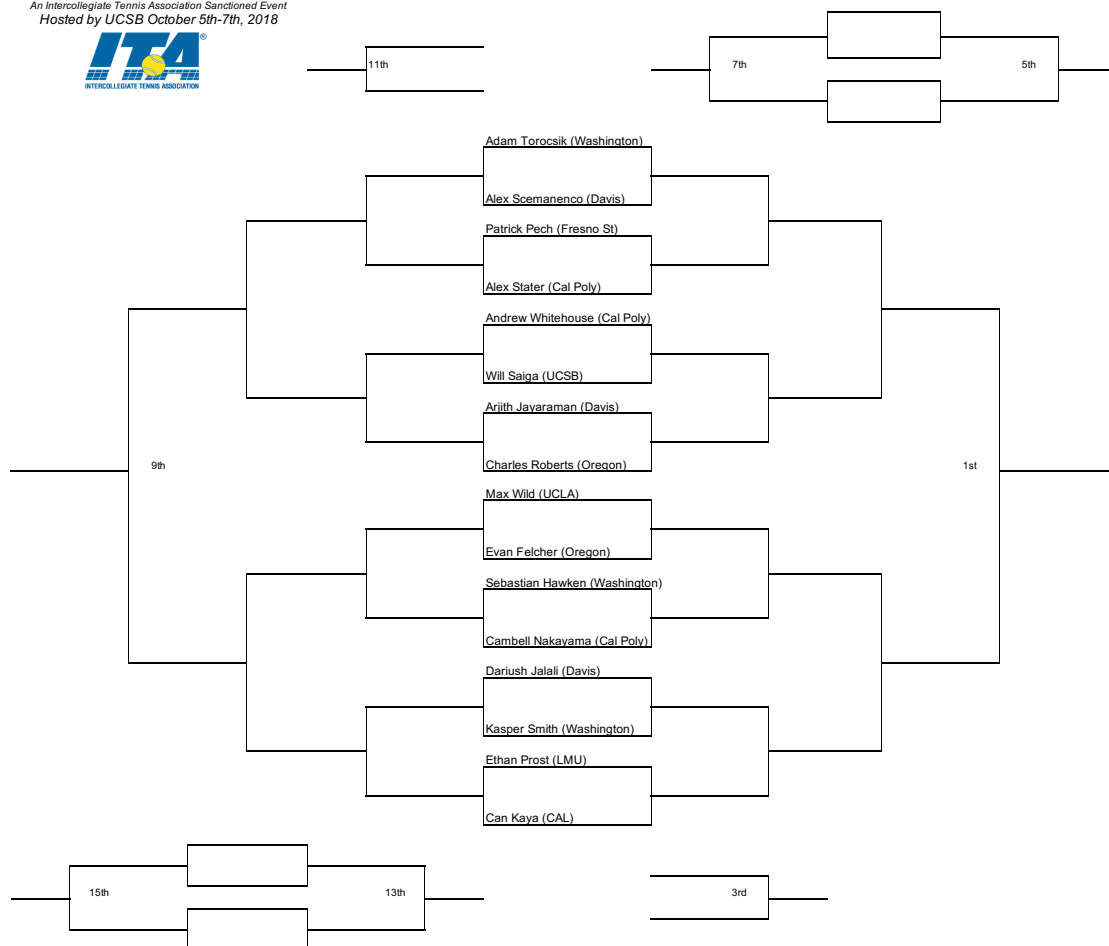 An Intercollegiate Tennis Association Sanctioned Event
Hosted by UCSB October 5th-7th, 2018
ITA®
INTERCOLLEGIATE TENNIS ASSOCIATION
11th
7th
5th
Adam Torocsik (Washington)
Alex Scemanenco (Davis)
Patrick Pech (Fresno St)
Alex Stater (Cal Poly)
Andrew Whitehouse (Cal Poly)
Will Saiga (UCSB)
Arjith Jayaraman (Davis)
Charles Roberts (Oregon)
9th
1st
Max Wild (UCLA)
Evan Felcher (Oregon)
Sebastian Hawken (Washington)
Cambell Nakayama (Cal Poly)
Dariush Jalali (Davis)
Kasper Smith (Washington)
Ethan Prost (LMU)
Can Kaya (CAL)
15th
13th
3rd